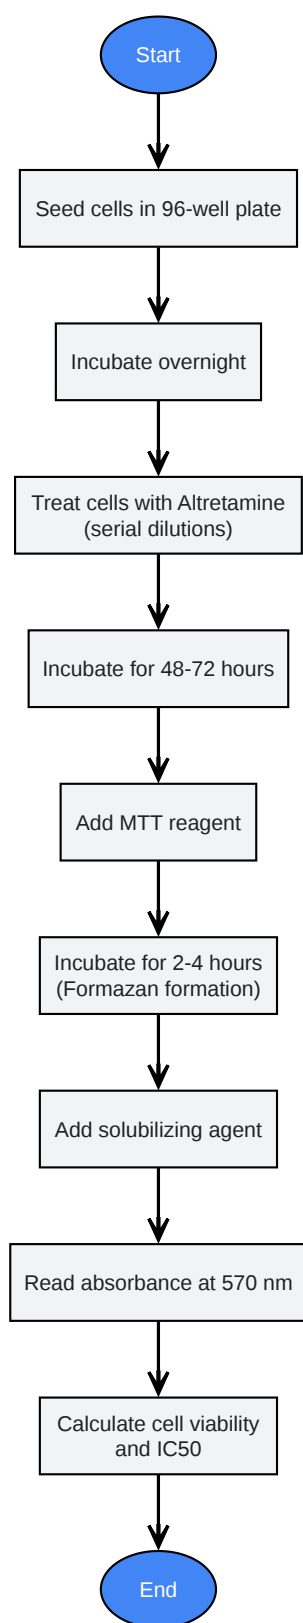 Start
Seed cells in 96-well plate
Incubate overnight
Treat cells with Altretamine
(serial dilutions)
Incubate for 48-72 hours
Add MTT reagent
Incubate for 2-4 hours
(Formazan formation)
Add solubilizing agent
Read absorbance at 570 nm
Calculate cell viability
and IC50
End